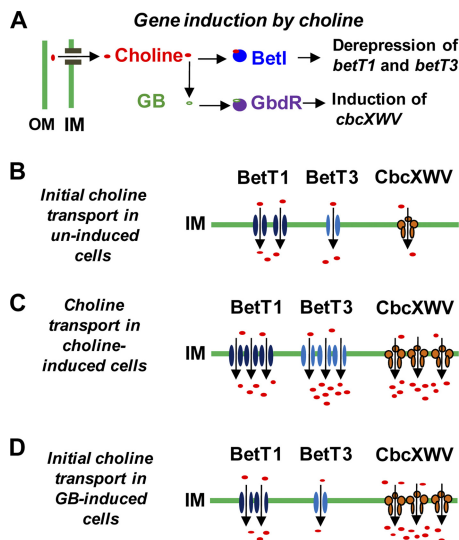 A
Gene induction by choline
Choline
BetI
Derepression of
betT1 and betT3
GB
GbdR
Induction of
cbcXWV
OM
IM
B
Initial choline
transport in
un-induced
cells
BetT1
BetT3
CbcXWV
IM
C
Choline
transport in
choline-
induced cells
BetT1
BetT3
CbcXWV
IM
D
Initial choline
transport in
GB-induced
cells
BetT1
BetT3
CbcXWV
IM